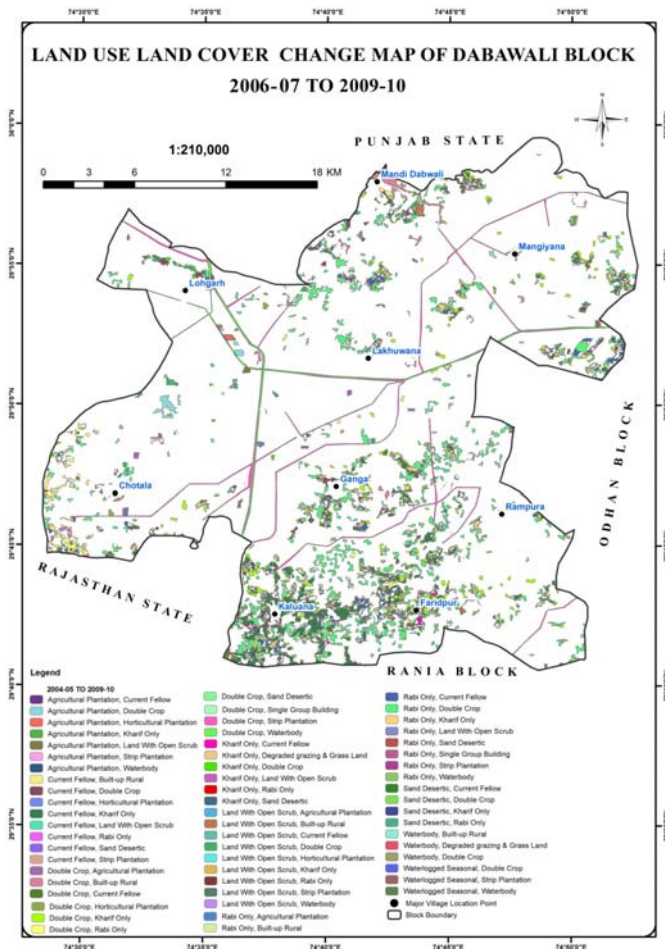 74°30'0"E 74°35'0"E 74°40'0"E 74°45'0"E 74°50'0"E
LAND USE LAND COVER CHANGE MAP OF DABAWALI BLOCK
2006-07 TO 2009-10
N
W E
S
PUNJAB STATE
1:210,000
0 3 6 12 18 KM
Mandi Dabwali
Mangiyana
Lohgarh
Lakhuwana
Chotala
Ganga
Rampura
ODHAN BLOCK
RAJASTHAN STATE
Kaluana
Faridpur
RANIA BLOCK
Legend
2004-05 TO 2009-10
Agricultural Plantation, Current Fellow
Agricultural Plantation, Double Crop
Agricultural Plantation, Horticultural Plantation
Agricultural Plantation, Kharif Only
Agricultural Plantation, Land With Open Scrub
Agricultural Plantation, Strip Plantation
Agricultural Plantation, Waterbody
Current Fellow, Built-up Rural
Current Fellow, Double Crop
Current Fellow, Horticultural Plantation
Current Fellow, Kharif Only
Current Fellow, Land With Open Scrub
Current Fellow, Rabi Only
Current Fellow, Sand Desertic
Current Fellow, Strip Plantation
Double Crop, Agricultural Plantation
Double Crop, Built-up Rural
Double Crop, Current Fellow
Double Crop, Horticultural Plantation
Double Crop, Kharif Only
Double Crop, Rabi Only
Double Crop, Sand Desertic
Double Crop, Single Group Building
Double Crop, Strip Plantation
Double Crop, Waterbody
Kharif Only, Current Fellow
Kharif Only, Degraded grazing & Grass Land
Kharif Only, Double Crop
Kharif Only, Land With Open Scrub
Kharif Only, Rabi Only
Kharif Only, Sand Desertic
Land With Open Scrub, Agricultural Plantation
Land With Open Scrub, Built-up Rural
Land With Open Scrub, Current Fellow
Land With Open Scrub, Double Crop
Land With Open Scrub, Horticultural Plantation
Land With Open Scrub, Kharif Only
Land With Open Scrub, Rabi Only
Land With Open Scrub, Strip Plantation
Land With Open Scrub, Waterbody
Rabi Only, Agricultural Plantation
Rabi Only, Built-up Rural
Rabi Only, Current Fellow
Rabi Only, Double Crop
Rabi Only, Kharif Only
Rabi Only, Land With Open Scrub
Rabi Only, Sand Desertic
Rabi Only, Single Group Building
Rabi Only, Strip Plantation
Rabi Only, Waterbody
Sand Desertic, Current Fellow
Sand Desertic, Double Crop
Sand Desertic, Kharif Only
Sand Desertic, Rabi Only
Waterbody, Built-up Rural
Waterbody, Degraded grazing & Grass Land
Waterbody, Double Crop
Waterlogged Seasonal, Double Crop
Waterlogged Seasonal, Strip Plantation
Waterlogged Seasonal, Waterbody
Major Village Location Point
Block Boundary
74°30'0"E 74°35'0"E 74°40'0"E 74°45'0"E 74°50'0"E